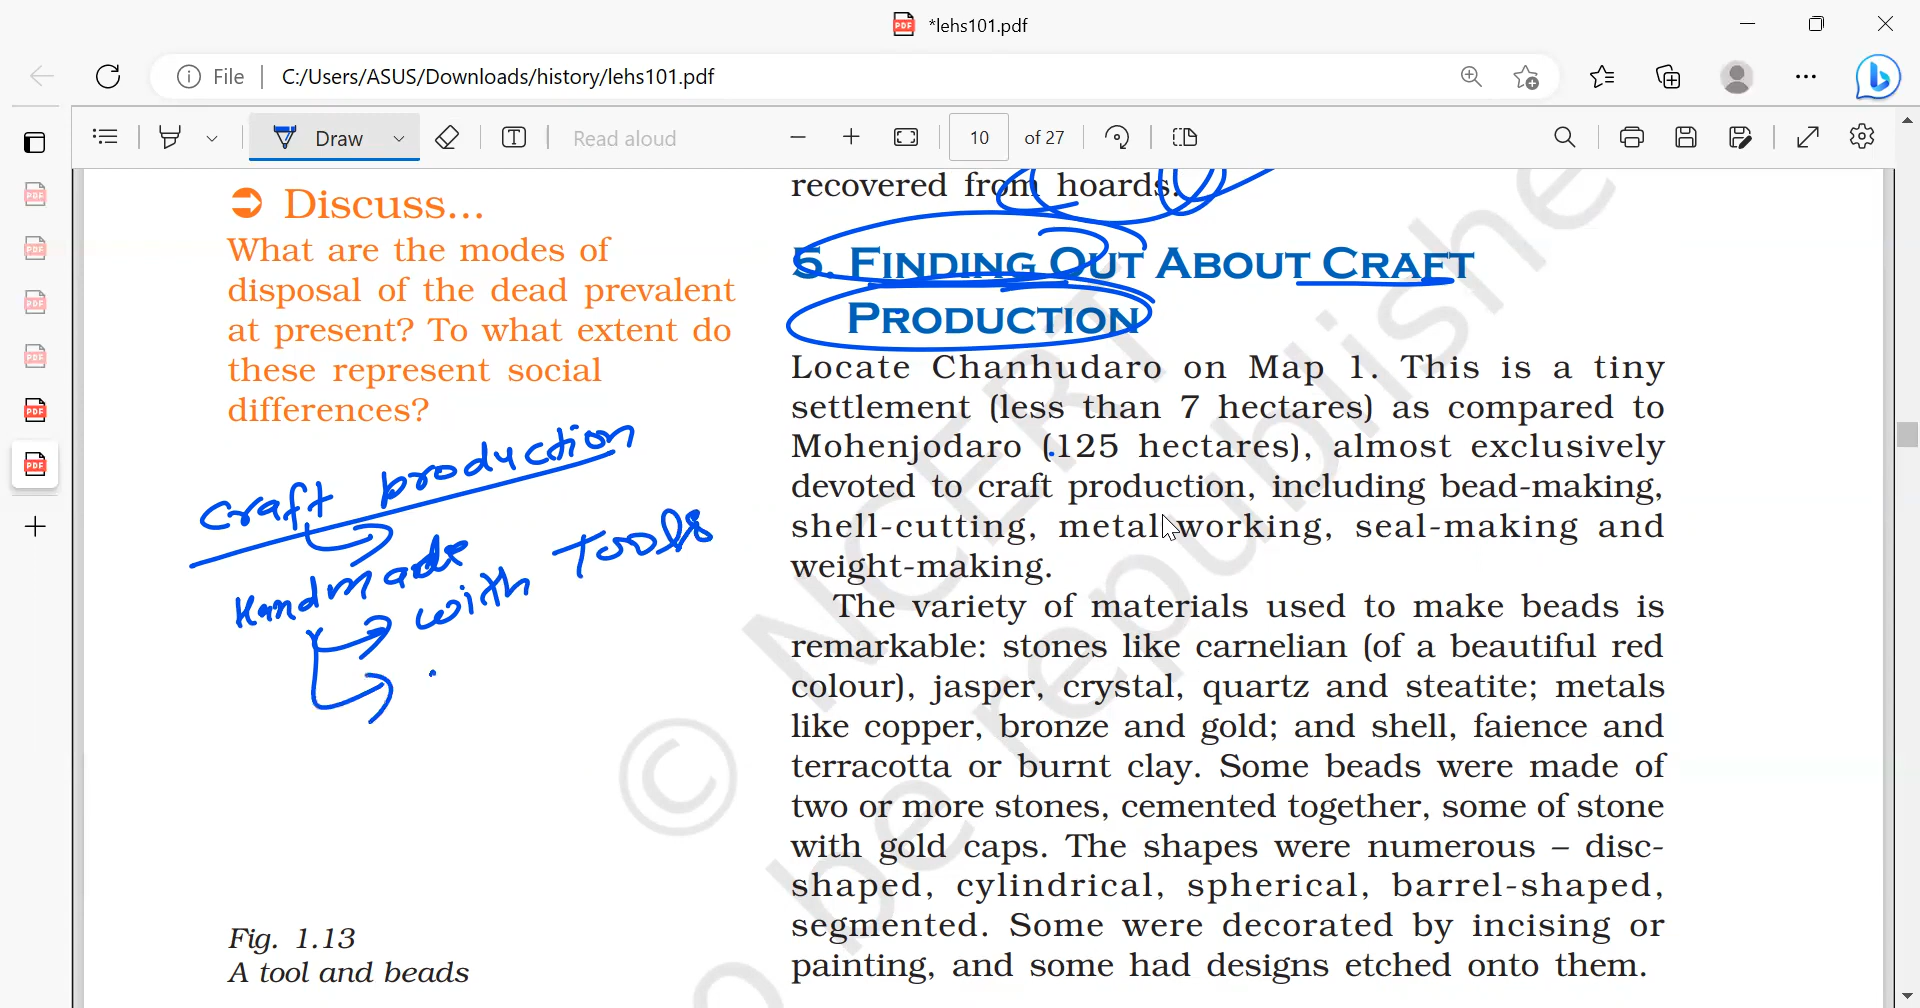 *lehs101.pdf
File
C:/Users/ASUS/Downloads/history/lehs101.pdf
Draw
Read aloud
10
of 27
Discuss...
What are the modes of
disposal of the dead prevalent
at present? To what extent do
these represent social
differences?
craft production
Handmade
with Tools
Fig. 1.13
A tool and beads
recovered from hoards.
5. FINDING OUT ABOUT CRAFT
PRODUCTION
Locate Chanhudaro on Map 1. This is a tiny
settlement (less than 7 hectares) as compared to
Mohenjodaro (125 hectares), almost exclusively
devoted to craft production, including bead-making,
shell-cutting, metal-working, seal-making and
weight-making.
The variety of materials used to make beads is
remarkable: stones like carnelian (of a beautiful red
colour), jasper, crystal, quartz and steatite; metals
like copper, bronze and gold; and shell, faience and
terracotta or burnt clay. Some beads were made of
two or more stones, cemented together, some of stone
with gold caps. The shapes were numerous – disc-
shaped, cylindrical, spherical, barrel-shaped,
segmented. Some were decorated by incising or
painting, and some had designs etched onto them.
© NCERT
o be republishe